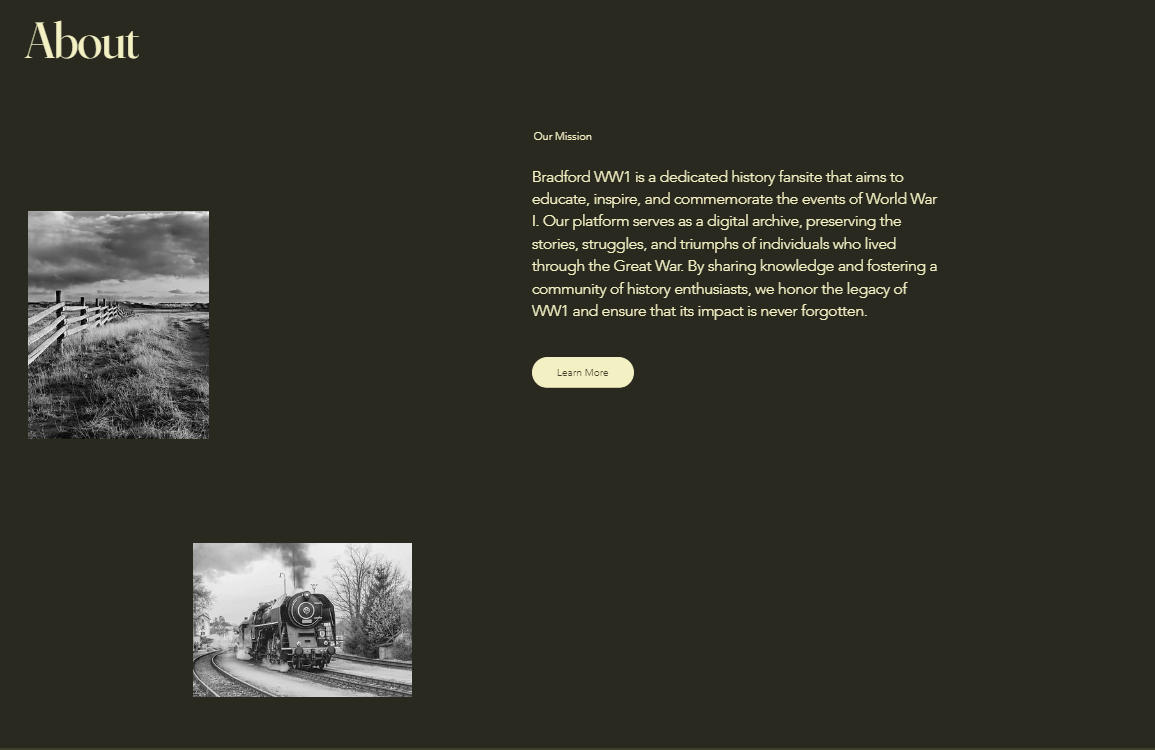 About
Our Mission
Bradford WW1 is a dedicated history fansite that aims to
educate, inspire, and commemorate the events of World War
I. Our platform serves as a digital archive, preserving the
stories, struggles, and triumphs of individuals who lived
through the Great War. By sharing knowledge and fostering a
community of history enthusiasts, we honor the legacy of
WW1 and ensure that its impact is never forgotten.
Learn More